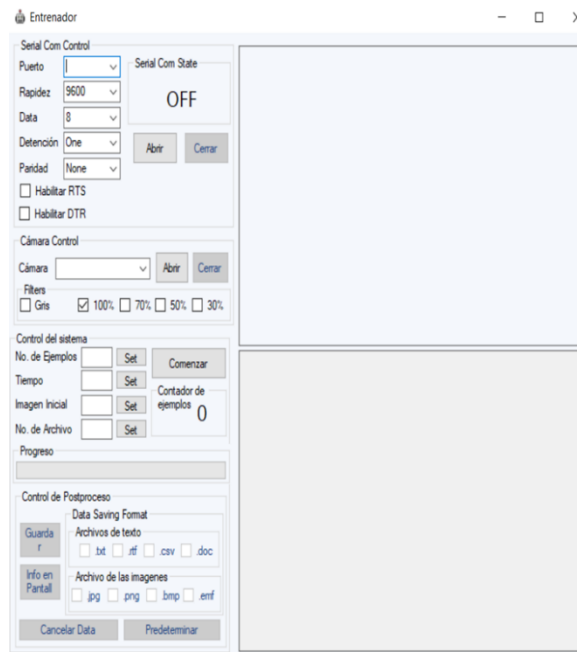 Entrenador
Serial Com Control
Puerto
Serial Com State
OFF
Rapidez 9600
Data 8
Detención One
Abrir Cerrar
Paridad None
Habilitar RTS
Habilitar DTR
Cámara Control
Cámara Abrir Cerrar
Filters
Gris 100% 70% 50% 30%
Control del sistema
No. de Ejemplos Set Comenzar
Tiempo Set
Contador de
ejemplos 0
Imagen Inicial Set
No. de Archivo Set
Progreso
Control de Postproceso
Data Saving Format
Guarda
r
Archivos de texto
.txt .rtf .csv .doc
Info en
Pantall
Archivo de las imagenes
.jpg .png .bmp .emf
Cancelar Data Predeterminar